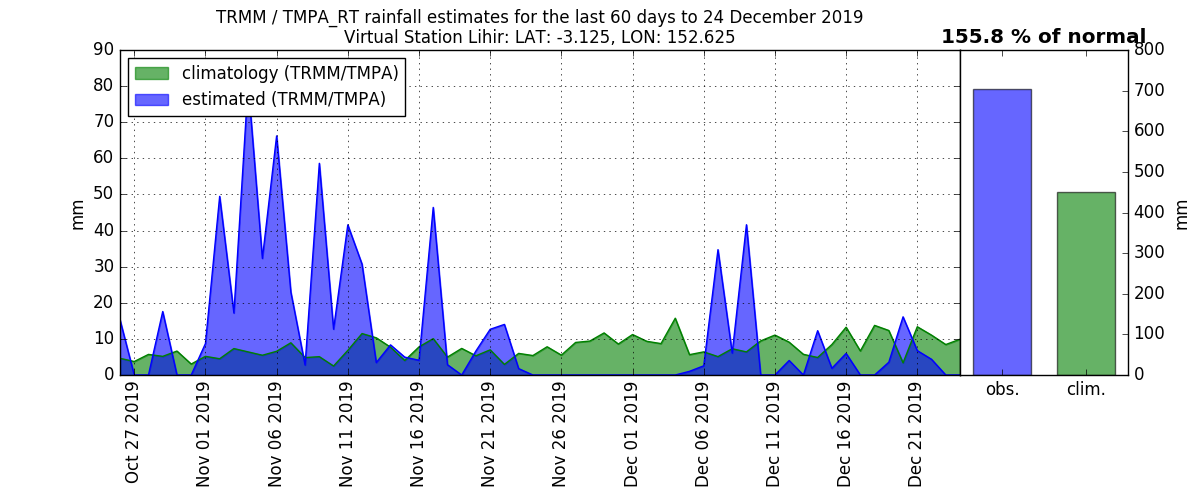 TRMM / TMPA_RT rainfall estimates for the last 60 days to 24 December 2019
Virtual Station Lihir: LAT: -3.125, LON: 152.625
155.8 % of normal
climatology (TRMM/TMPA)
estimated (TRMM/TMPA)
90
80
70
60
50
40
30
20
10
0
mm
Oct 27 2019
Nov 01 2019
Nov 06 2019
Nov 11 2019
Nov 16 2019
Nov 21 2019
Nov 26 2019
Dec 01 2019
Dec 06 2019
Dec 11 2019
Dec 16 2019
Dec 21 2019
obs.
clim.
800
700
600
500
400
300
200
100
0
mm